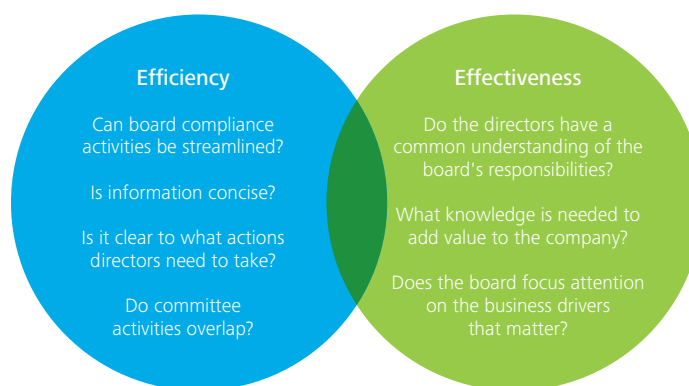 Efficiency
Can board compliance
activities be streamlined?
Is information concise?
Is it clear to what actions
directors need to take?
Do committee
activities overlap?
Effectiveness
Do the directors have a
common understanding of the
board's responsibilities?
What knowledge is needed to
add value to the company?
Does the board focus attention
on the business drivers
that matter?